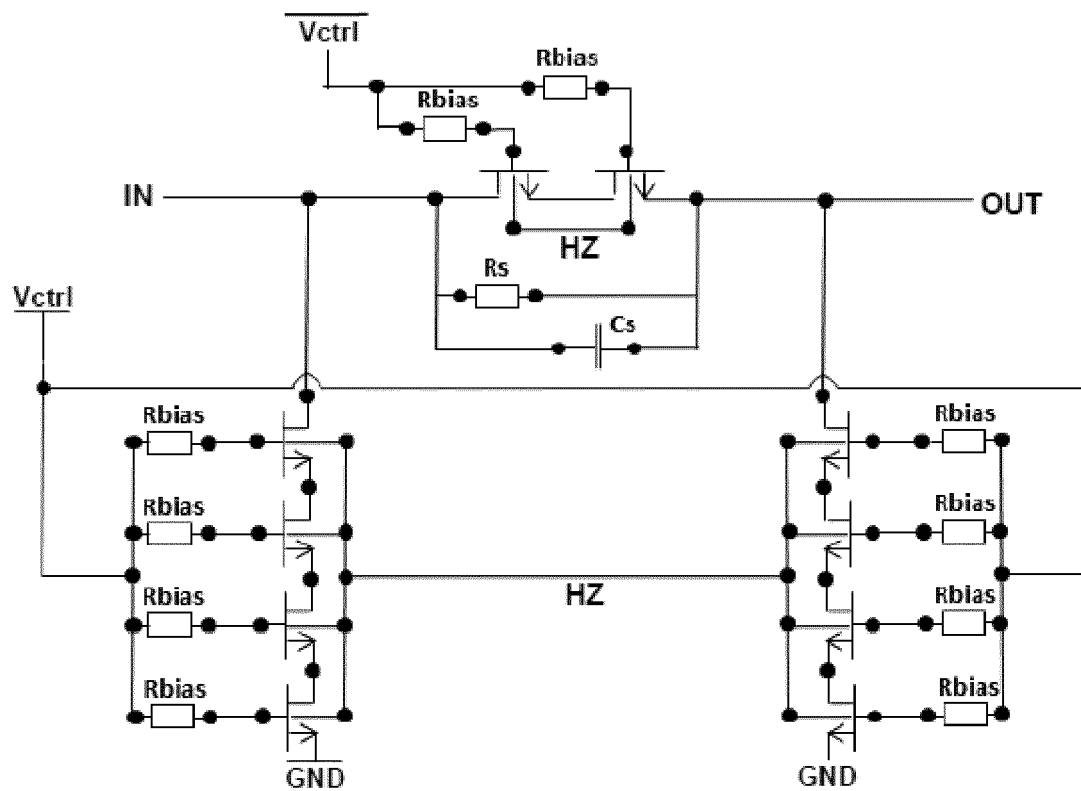 Vctrl
Rbias
Rbias
IN
OUT
HZ
Rs
Vctrl
Cs
Rbias
Rbias
Rbias
Rbias
HZ
Rbias
Rbias
Rbias
Rbias
GND
GND